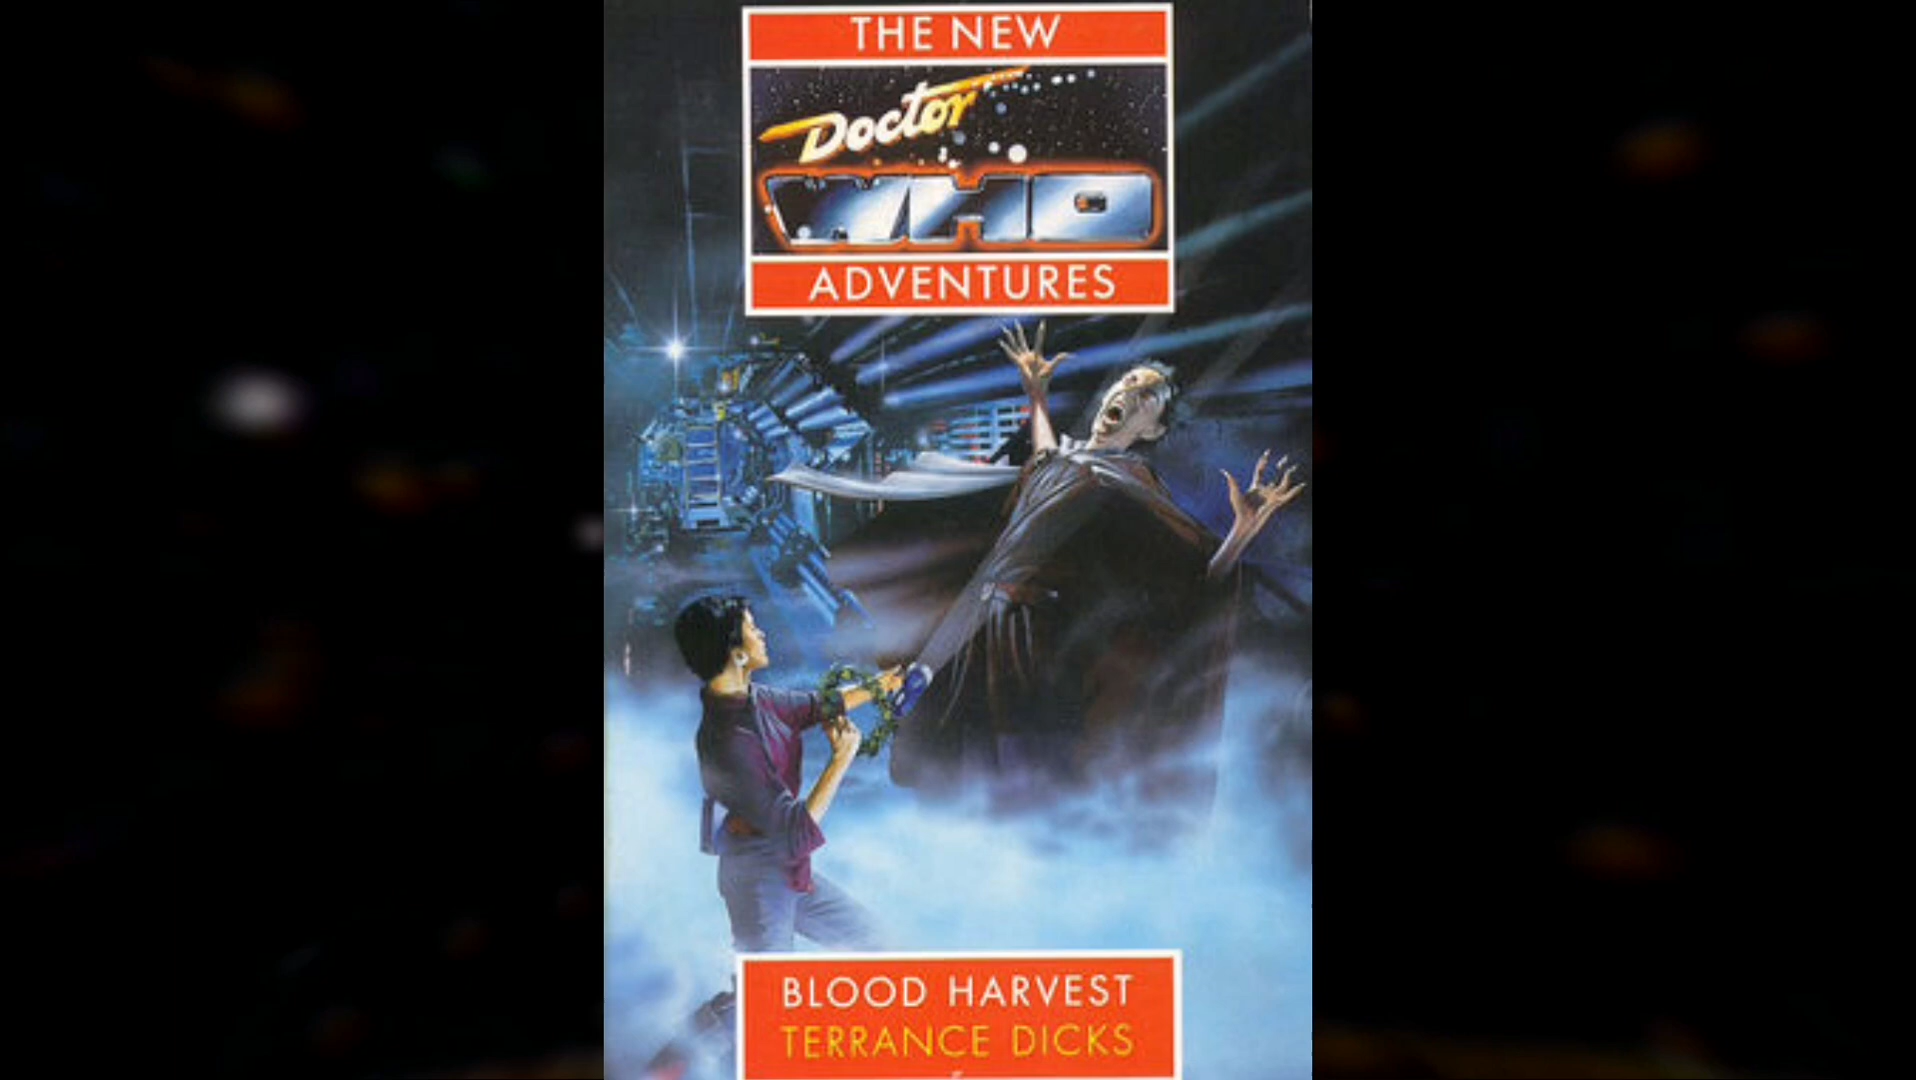 THE NEW
Doctor
WHO
ADVENTURES
BLOOD HARVEST
TERRANCE DICKS